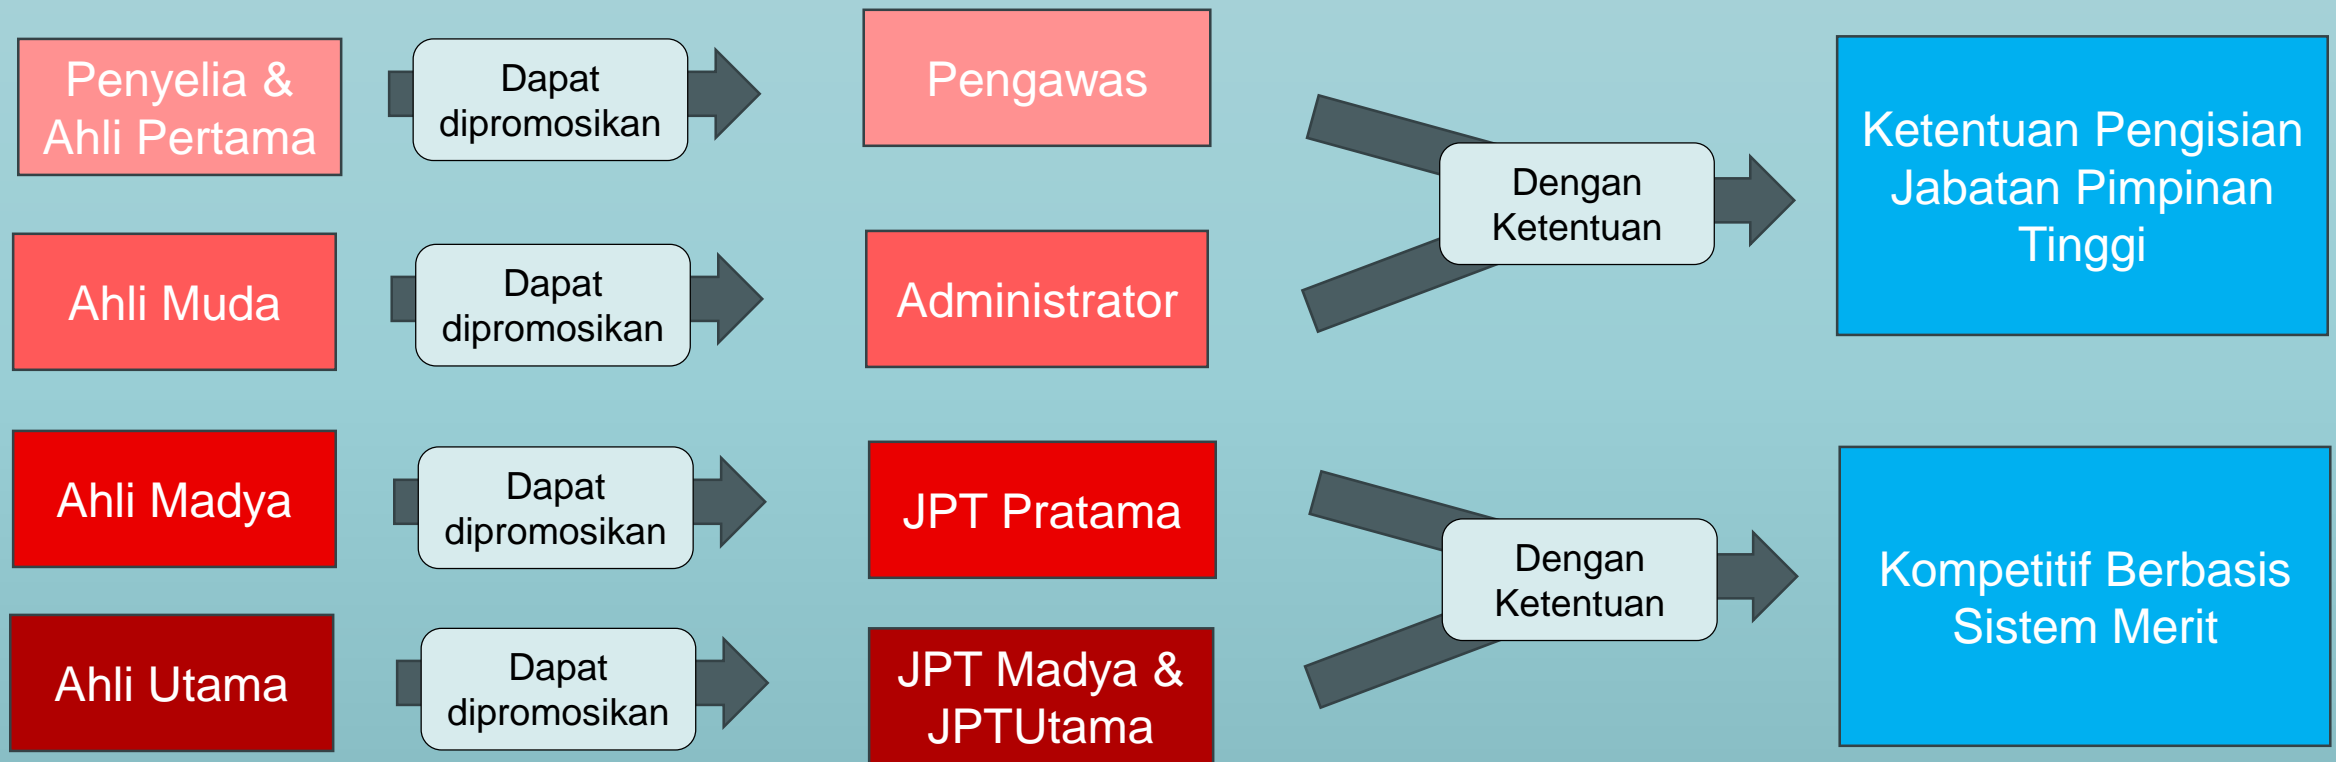 Penyelia &
Ahli Pertama
Dapat
dipromosikan
Pengawas
Ahli Muda
Dapat
dipromosikan
Administrator
Dengan
Ketentuan
Ketentuan Pengisian
Jabatan Pimpinan
Tinggi
Ahli Madya
Dapat
dipromosikan
JPT Pratama
Ahli Utama
Dapat
dipromosikan
JPT Madya &
JPTUtama
Dengan
Ketentuan
Kompetitif Berbasis
Sistem Merit